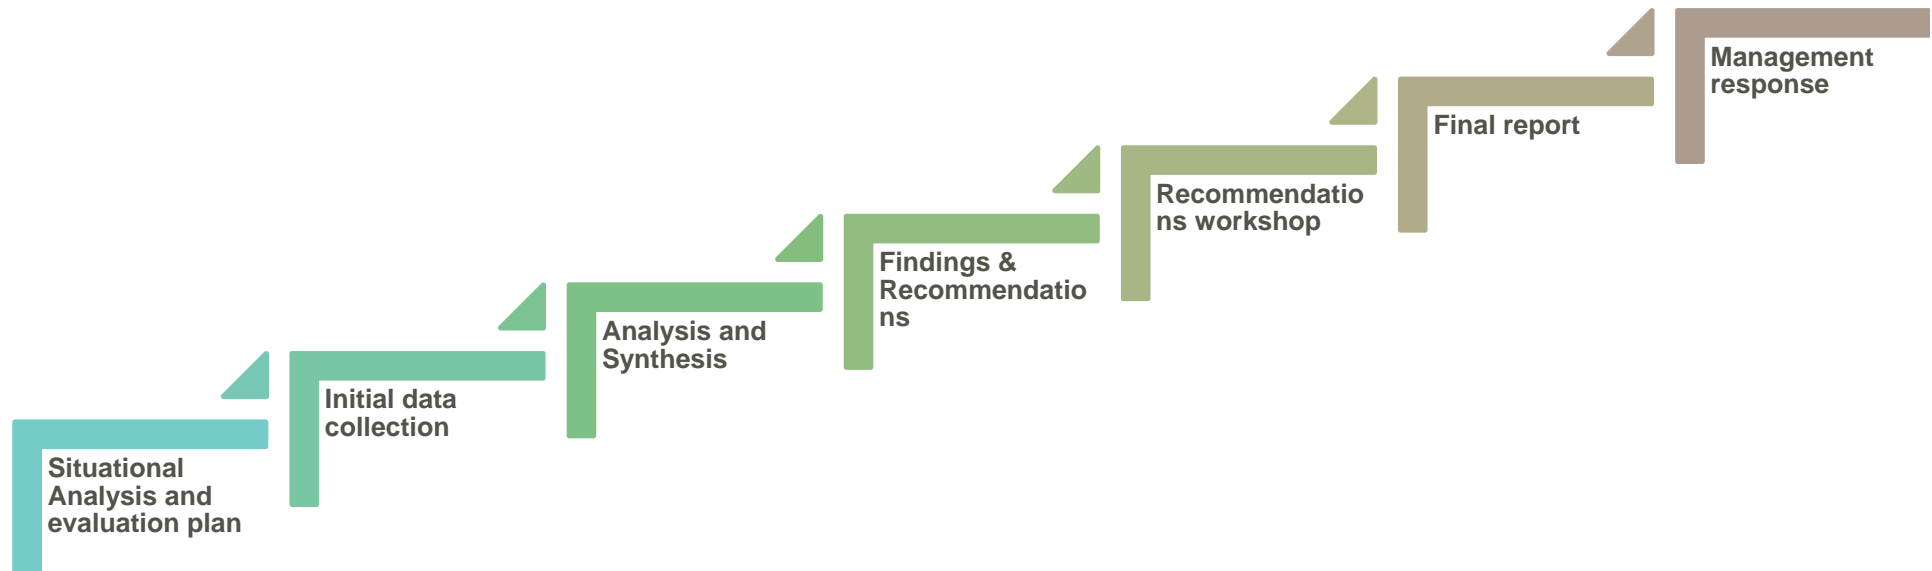 Situational
Analysis and
evaluation plan
Initial data
collection
Analysis and
Synthesis
Findings &
Recommendatio
ns
Recommendatio
ns workshop
Final report
Management
response